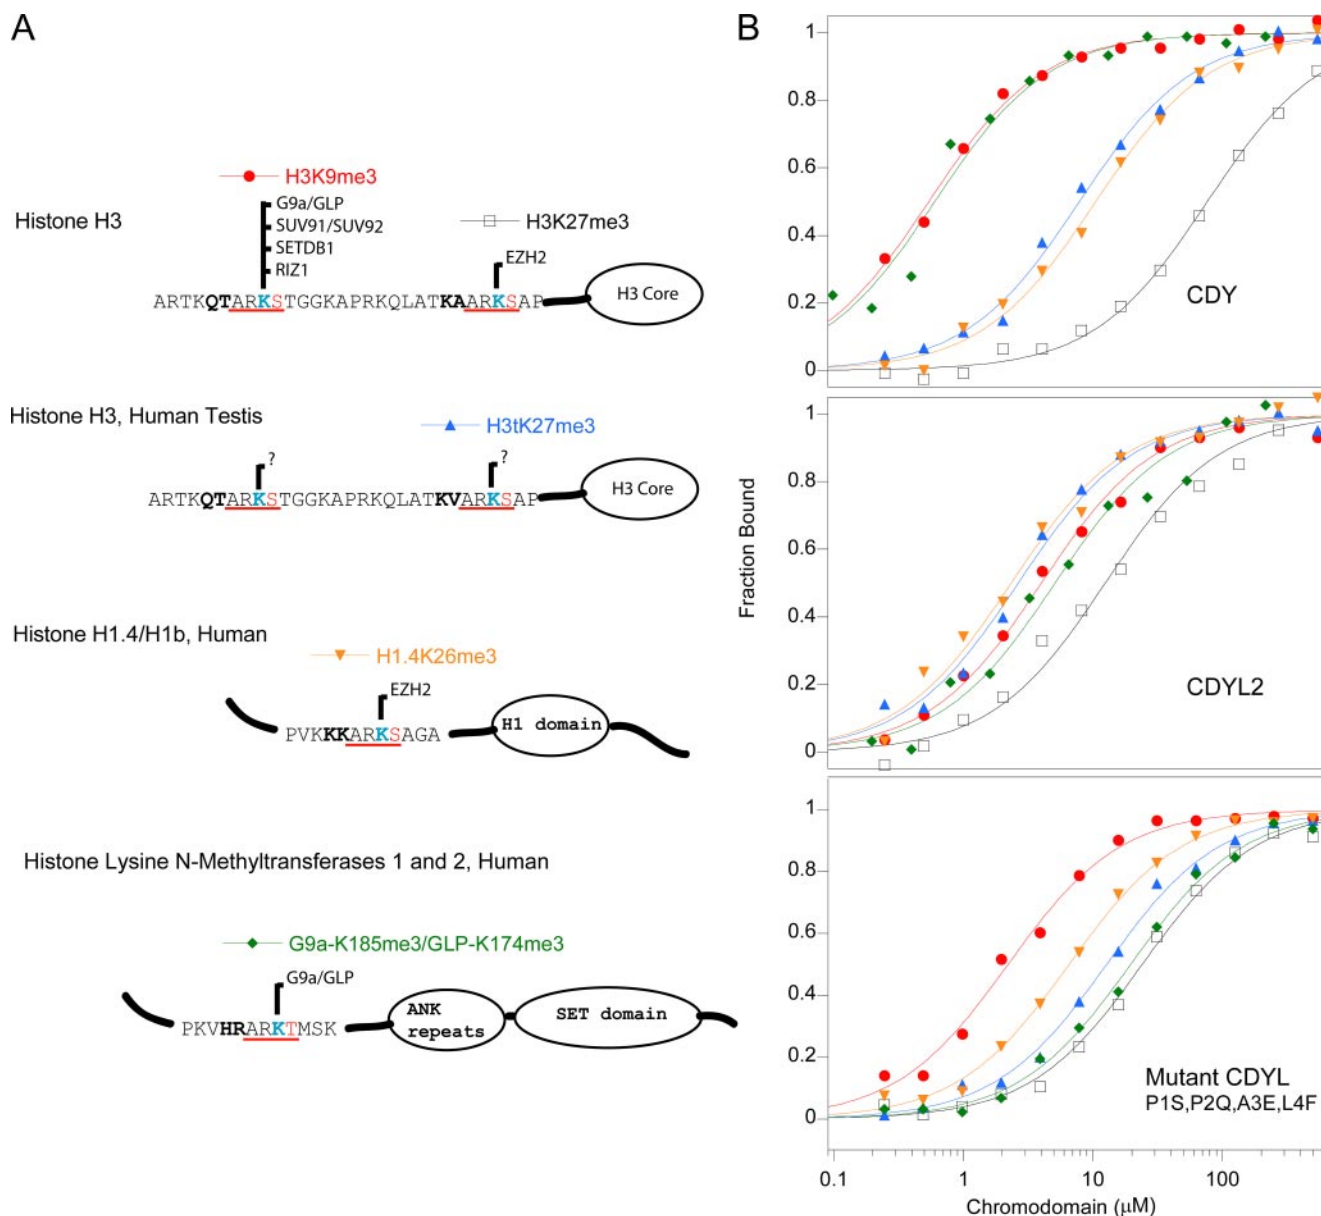 A
H3K9me3
G9a/GLP
SUV91/SUV92
SETDB1
RIZ1
Histone H3
H3K27me3
EZH2
ARTKQTARKSTGGKAPRKQLATKAARKSAP
H3 Core
Histone H3, Human Testis
H3tK27me3
?
?
ARTKQTARKSTGGKAPRKQLATKVARKSAP
H3 Core
Histone H1.4/H1b, Human
H1.4K26me3
EZH2
PVKKKARKSAGA
H1 domain
Histone Lysine N-Methyltransferases 1 and 2, Human
G9a-K185me3/GLP-K174me3
G9a/GLP
PKVHRARKTMSK
ANK
repeats
SET domain
B
1
0.8
0.6
0.4
0.2
0
CDY
1
0.8
0.6
0.4
0.2
0
CDYL2
Fraction Bound
1
0.8
0.6
0.4
0.2
0
Mutant CDYL
P1S,P2Q,A3E,L4F
0.1
1
10
100
Chromodomain (μM)